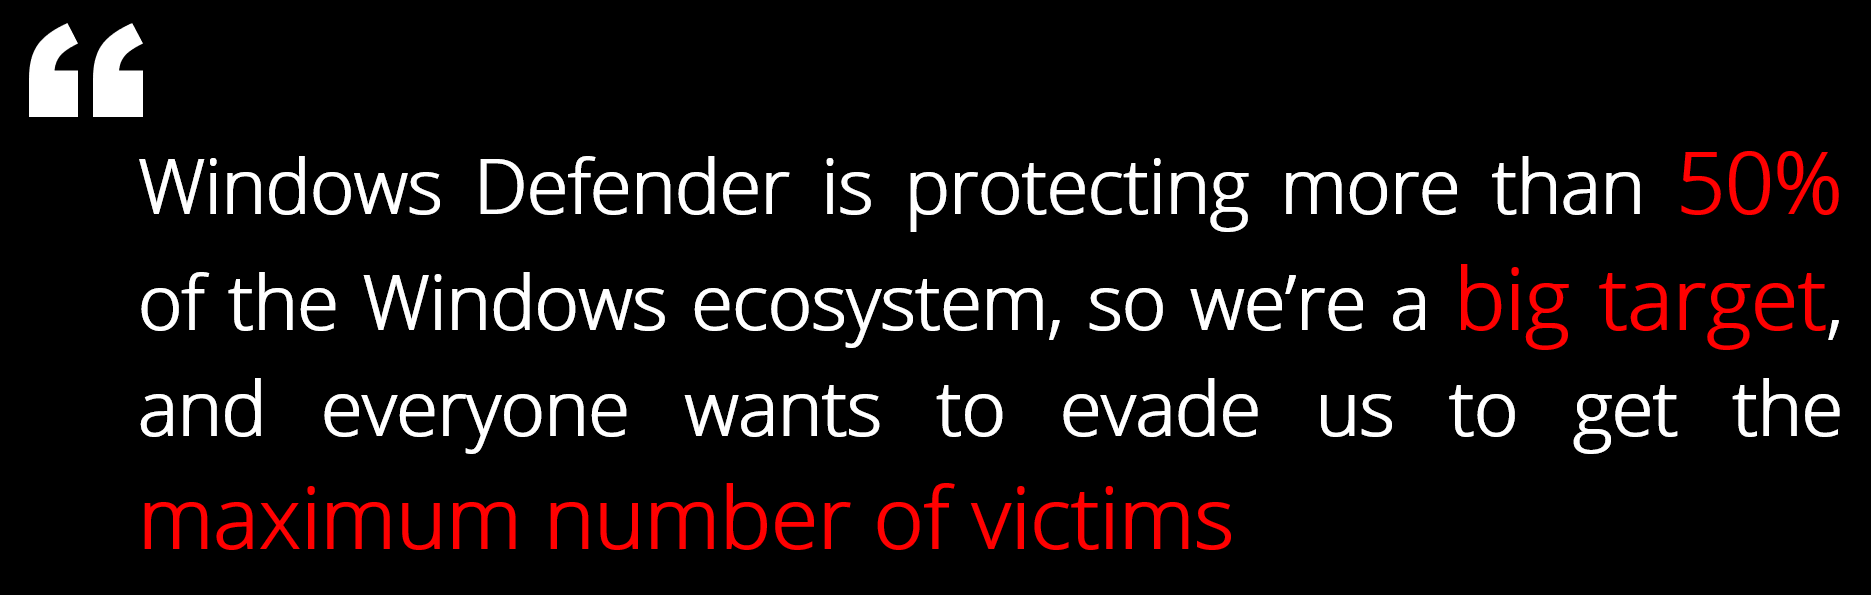 “
Windows Defender is protecting more than 50%
of the Windows ecosystem, so we’re a big target,
and everyone wants to evade us to get the
maximum number of victims